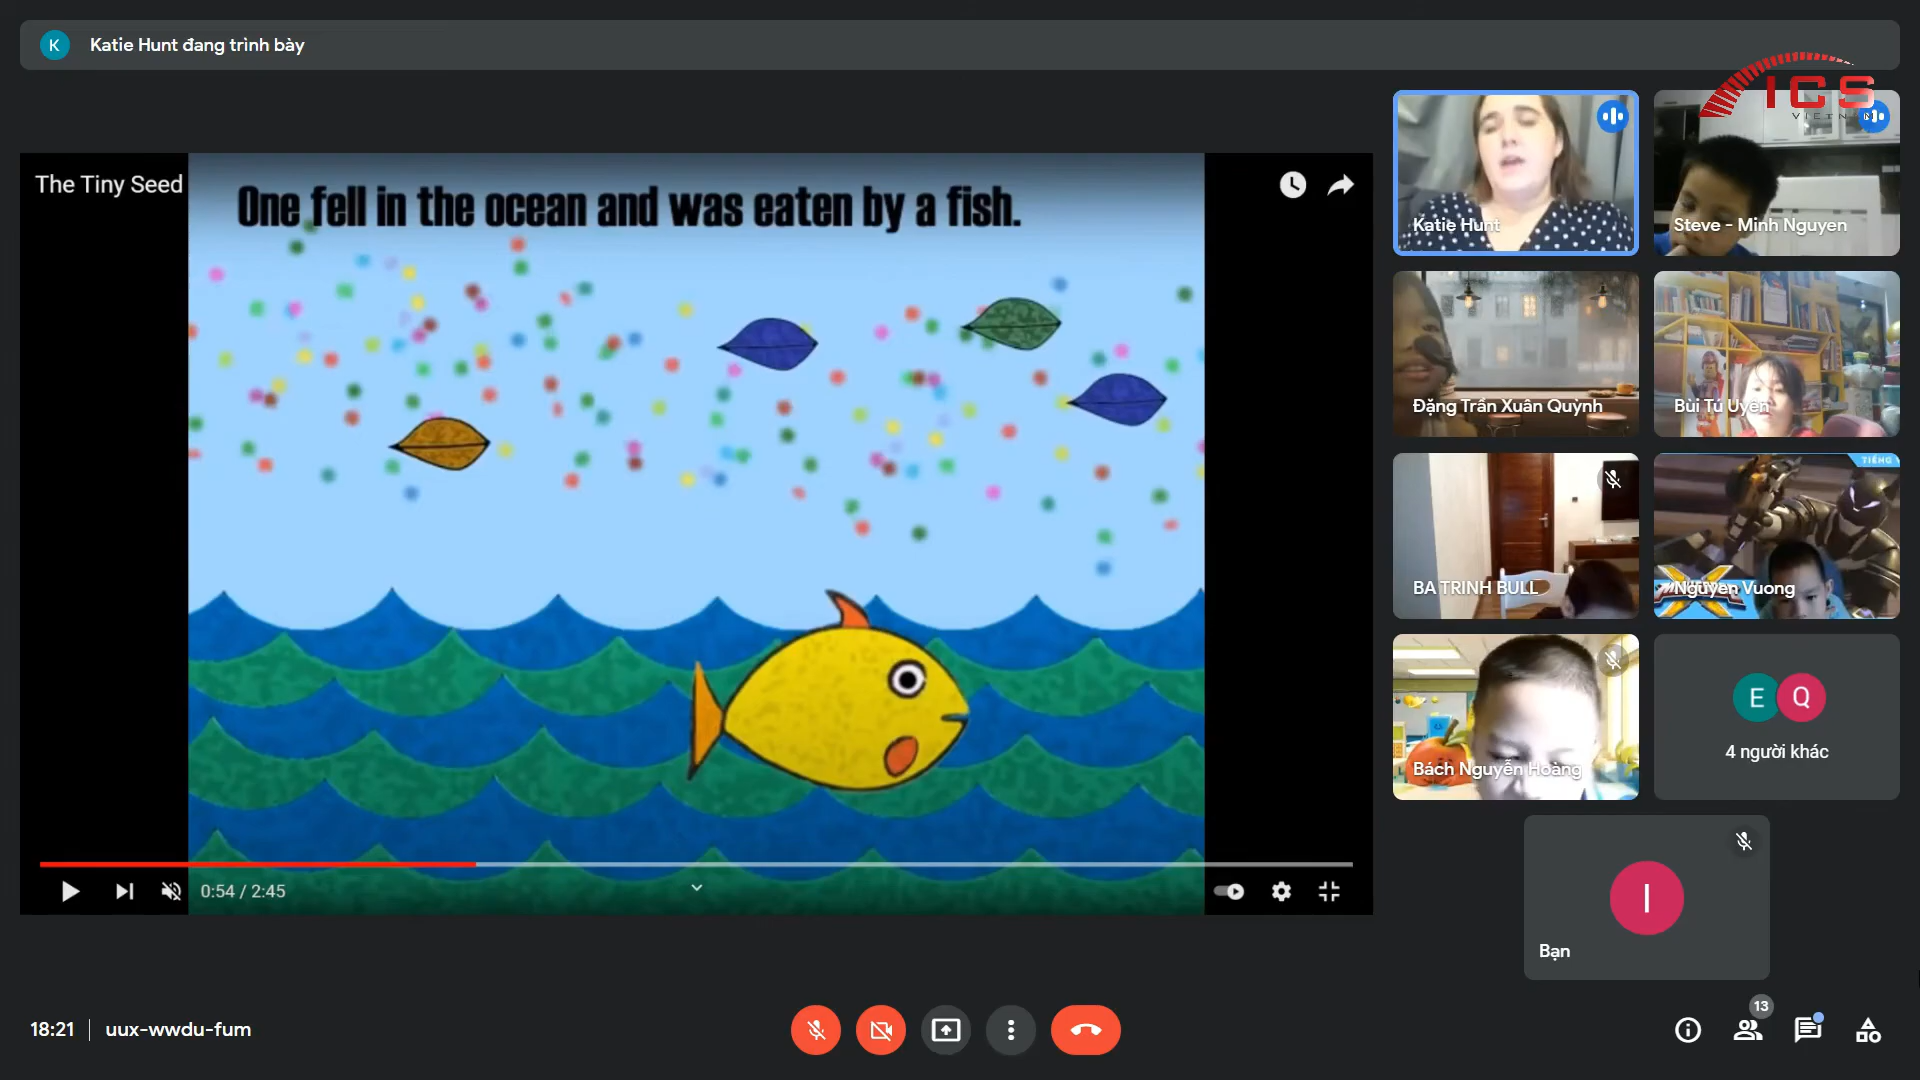 K Katie Hunt đang trình bày
ICS
VIETNAM
The Tiny Seed
One fell in the ocean and was eaten by a fish.
Katie Hunt
Steve - Minh Nguyen
Đặng Trần Xuân Quỳnh
Bùi Tú Uyên
BA TRINH BULL
TIẾNG V
Nguyen Vuong
Bách Nguyễn Hoàng
E Q
4 người khác
I
Bạn
0:54 / 2:45
18:21 | uux-wwdu-fum
13